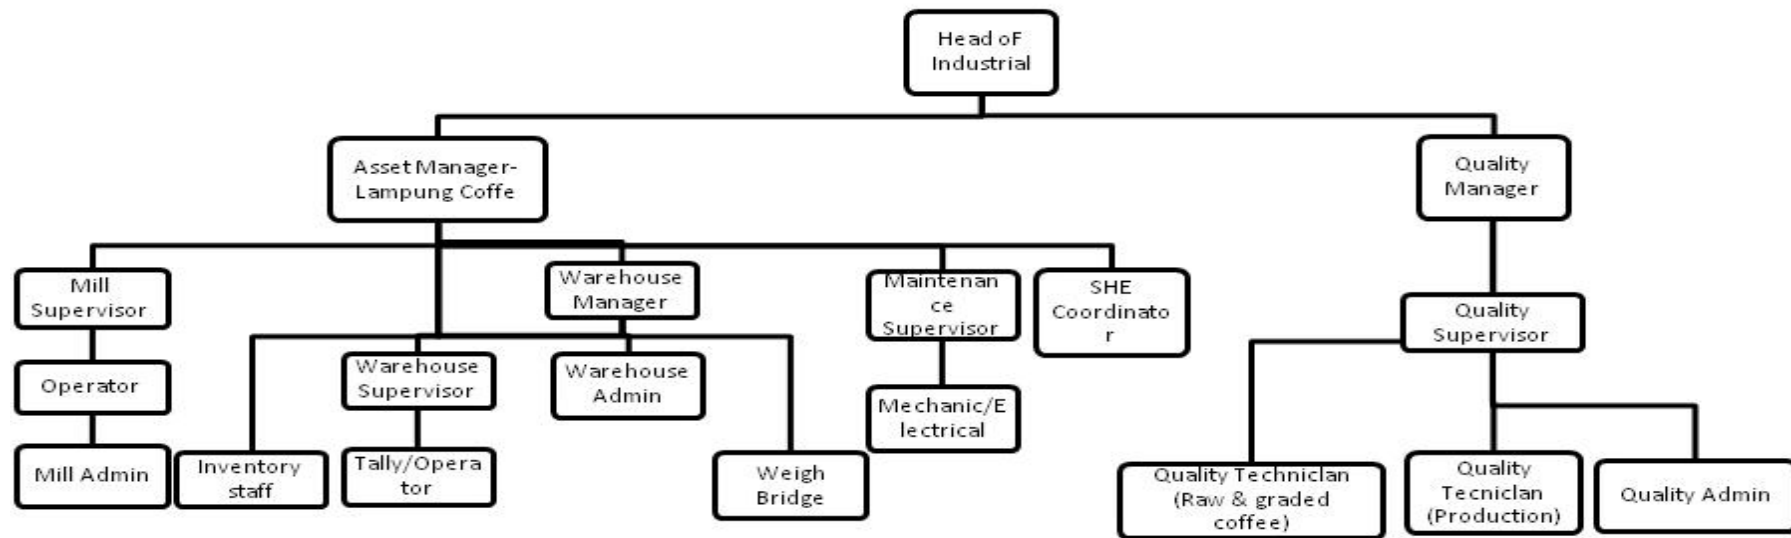 Head oF
Industrial
Asset Manager-
Lampung Coffe
Quality
Manager
Mill
Supervisor
Warehouse
Manager
Maintenan
ce
Supervisor
SHE
Coordinato
r
Quality
Supervisor
Operator
Warehouse
Supervisor
Warehouse
Admin
Mechanic/E
lectrical
Mill Admin
Inventory
staff
Tally/Opera
tor
Weigh
Bridge
Quality Techniclan
(Raw & graded
coffee)
Quality
Tecniclan
(Production)
Quality Admin